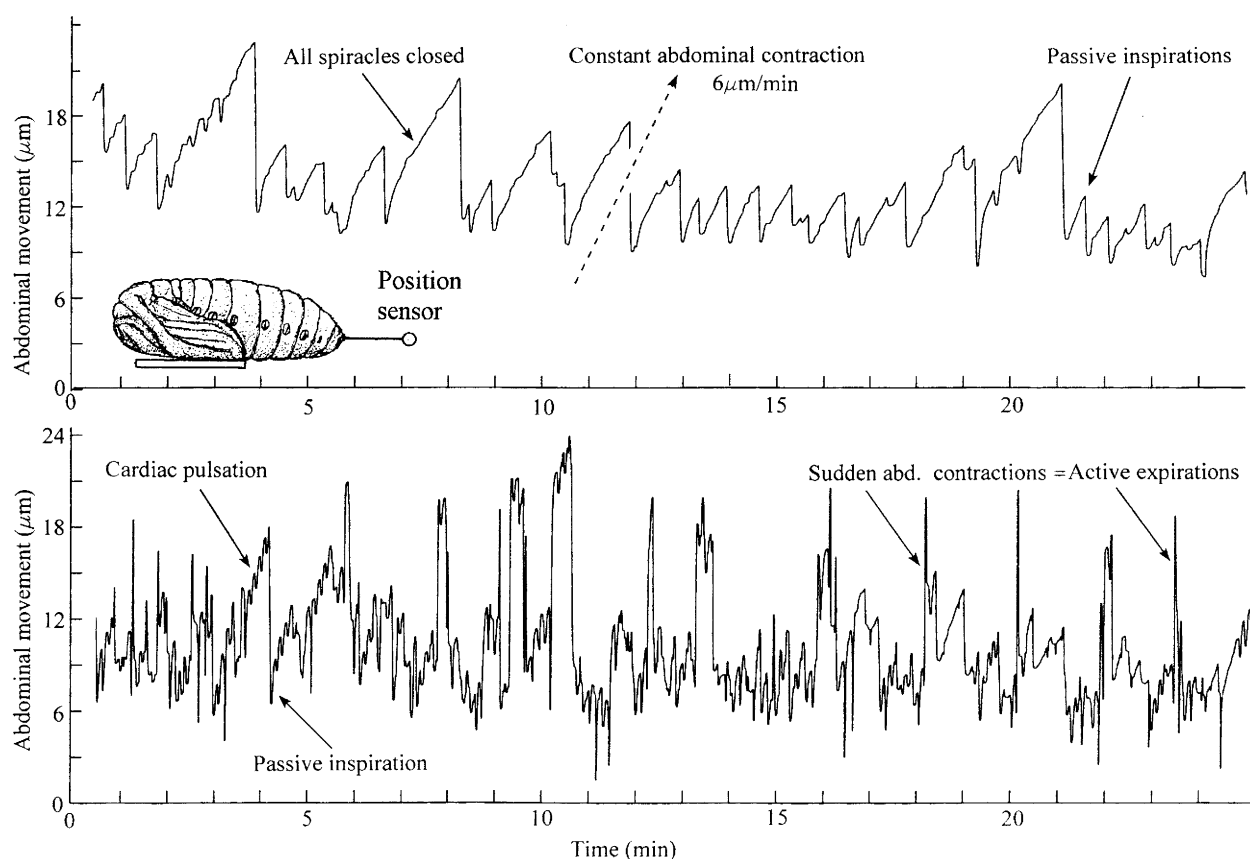 All spiracles closed
Constant abdominal contraction
6μm/min
Passive inspirations
Abdominal movement (μm)
18
12
6
0
Position
sensor
0
5
10
15
20
24
18
12
6
0
Abdominal movement (μm)
Cardiac pulsation
Sudden abd. contractions =Active expirations
Passive inspiration
0
5
10
15
20
Time (min)